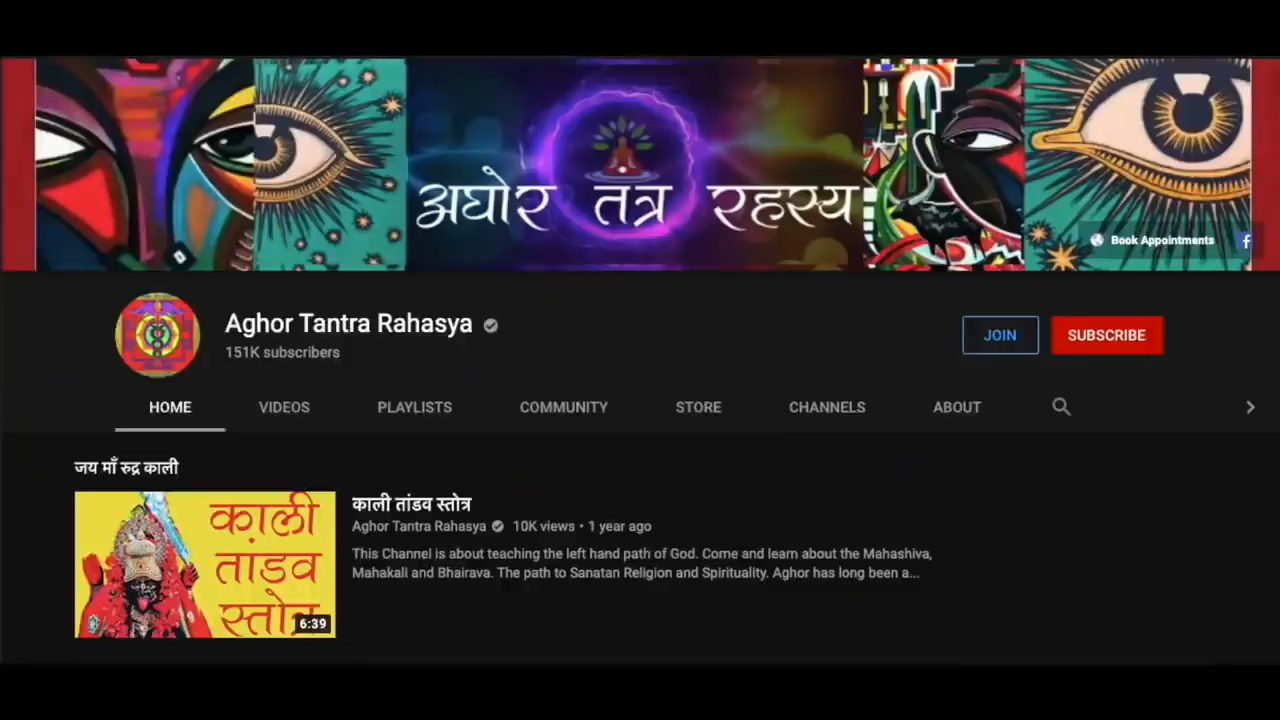 अघोर तत्र रहस्य
Book Appointments
Aghor Tantra Rahasya
151K subscribers
JOIN
SUBSCRIBE
HOME VIDEOS PLAYLISTS COMMUNITY STORE CHANNELS ABOUT
जय माँ रुद्र काली
काली
तांडव
स्तोत्र
6:39
काली तांडव स्तोत्र
Aghor Tantra Rahasya 10K views • 1 year ago
This Channel is about teaching the left hand path of God. Come and learn about the Mahashiva,
Mahakali and Bhairava. The path to Sanatan Religion and Spirituality. Aghor has long been a...